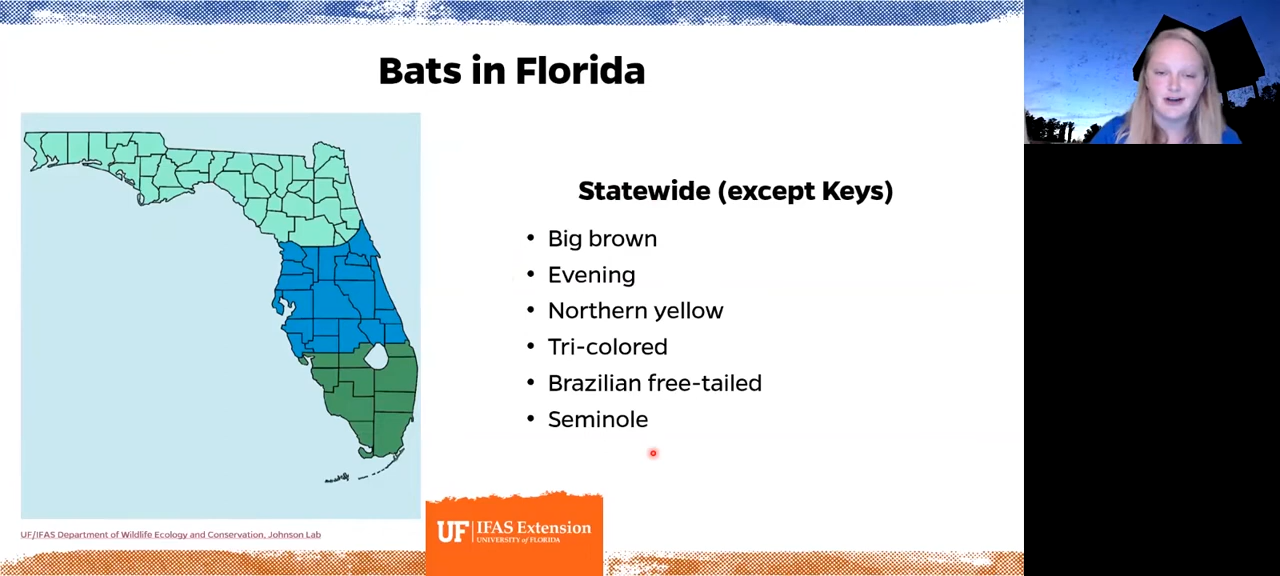 Bats in Florida
Statewide (except Keys)
• Big brown
• Evening
• Northern yellow
• Tri-colored
• Brazilian free-tailed
• Seminole
UF/IFAS Department of Wildlife Ecology and Conservation, Johnson Lab
UF | IFAS Extension
UNIVERSITY of FLORIDA